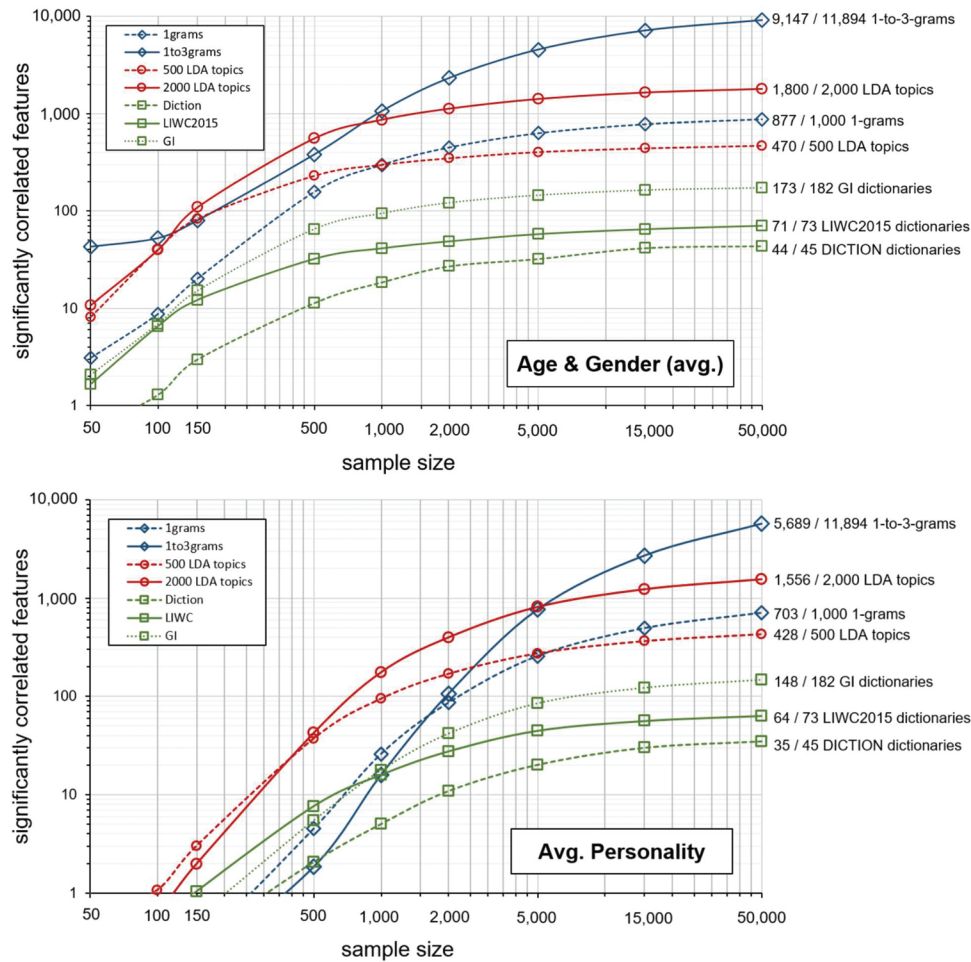 10,000
1,000
100
10
1
significantly correlated features
1grams
1to3grams
500 LDA topics
2000 LDA topics
Diction
LIWC2015
GI
9,147 / 11,894 1-to-3-grams
1,800 / 2,000 LDA topics
877 / 1,000 1-grams
470 / 500 LDA topics
173 / 182 GI dictionaries
71 / 73 LIWC2015 dictionaries
44 / 45 DICTION dictionaries
Age & Gender (avg.)
50 100 150 500 1,000 2,000 5,000 15,000 50,000
sample size
10,000
1,000
100
10
1
significantly correlated features
1grams
1to3grams
500 LDA topics
2000 LDA topics
Diction
LIWC
GI
5,689 / 11,894 1-to-3-grams
1,556 / 2,000 LDA topics
703 / 1,000 1-grams
428 / 500 LDA topics
148 / 182 GI dictionaries
64 / 73 LIWC2015 dictionaries
35 / 45 DICTION dictionaries
Avg. Personality
50 100 150 500 1,000 2,000 5,000 15,000 50,000
sample size